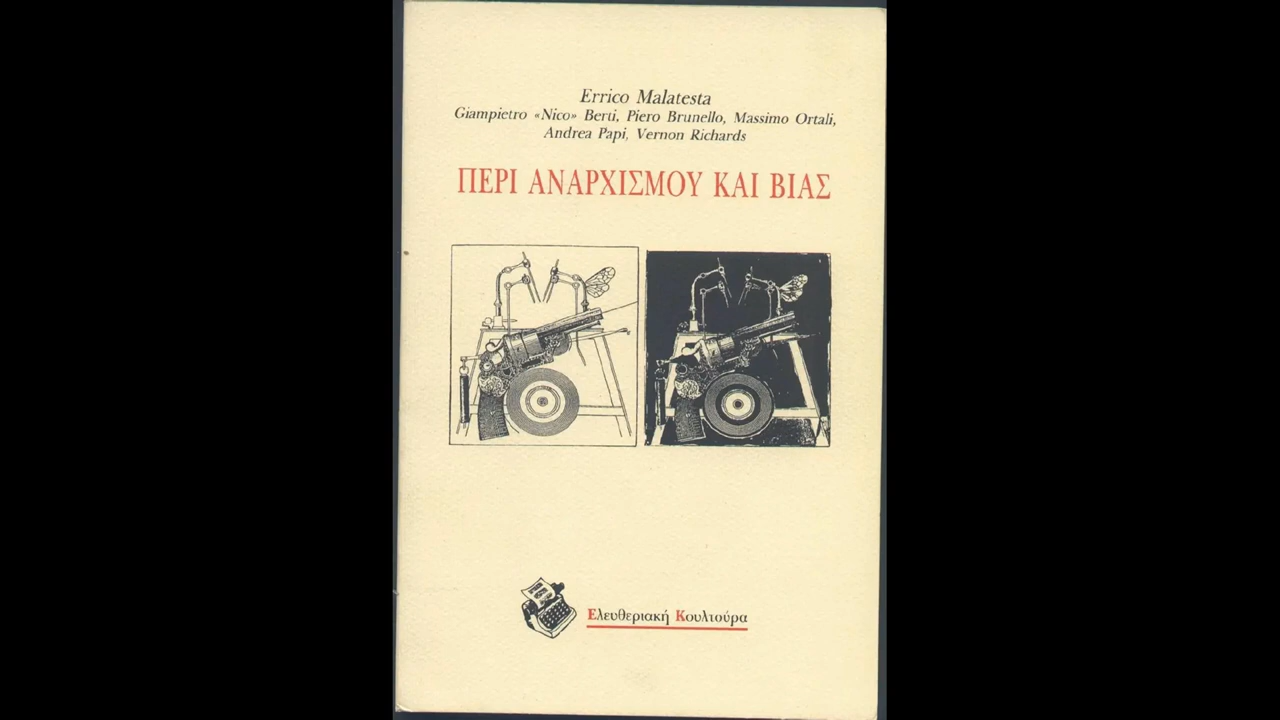 Errico Malatesta
Giampietro «Nico» Berti, Piero Brunello, Massimo Ortali,
Andrea Papi, Vernon Richards
ΠΕΡΙ ΑΝΑΡΧΙΣΜΟΥ ΚΑΙ ΒΙΑΣ
Ελευθεριακή Κουλτούρα